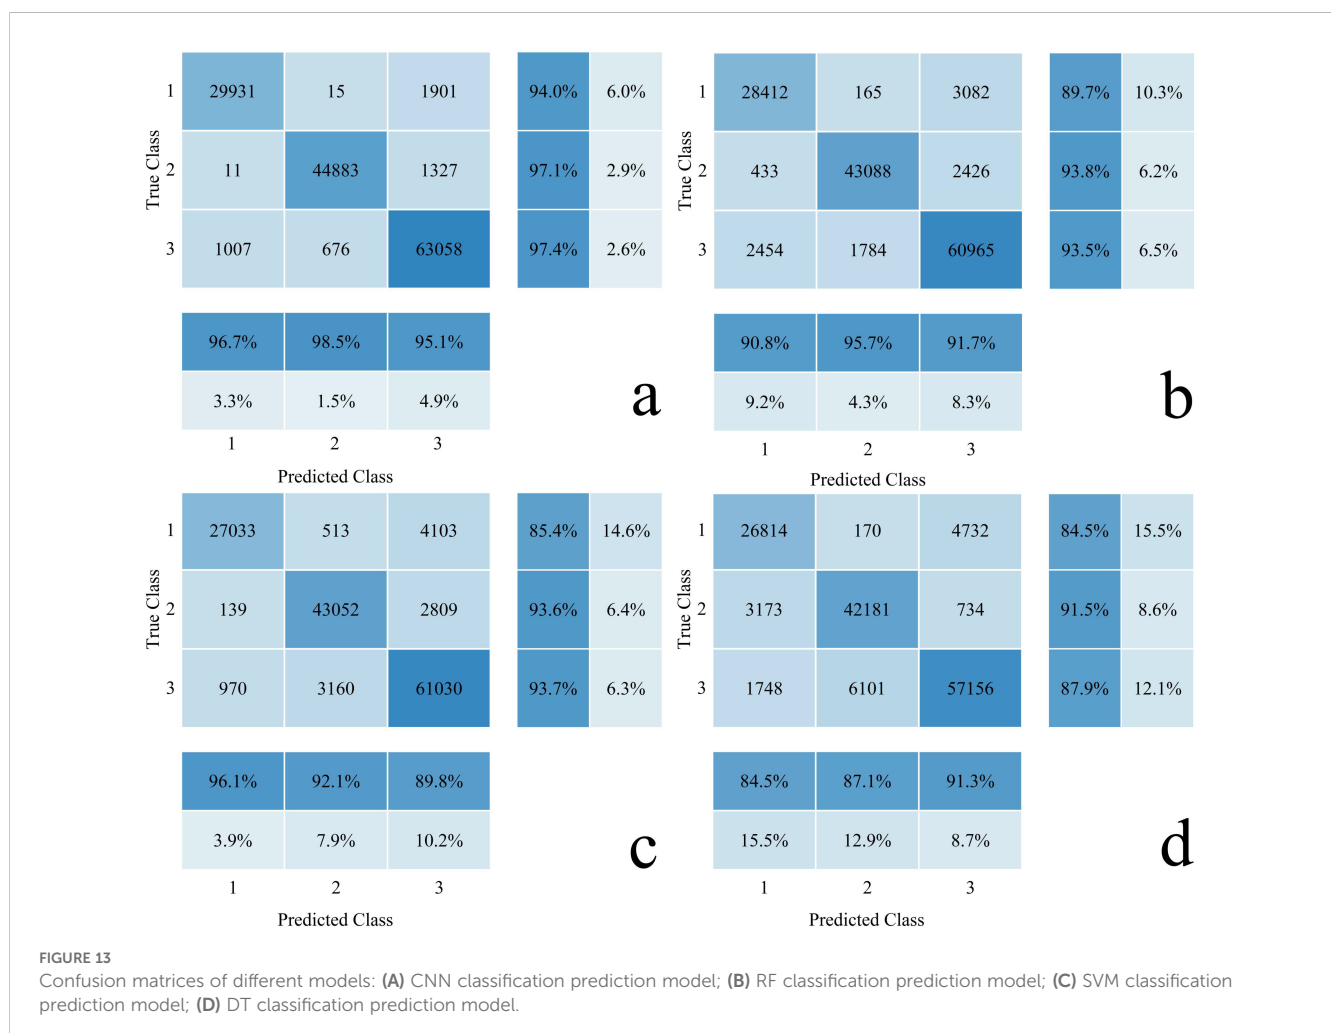 1 29931 15 1901 94.0% 6.0%
True Class
2 11 44883 1327 97.1% 2.9%
3 1007 676 63058 97.4% 2.6%
96.7% 98.5% 95.1%
3.3% 1.5% 4.9%
1 2 3
Predicted Class
a
1 28412 165 3082 89.7% 10.3%
True Class
2 433 43088 2426 93.8% 6.2%
3 2454 1784 60965 93.5% 6.5%
90.8% 95.7% 91.7%
9.2% 4.3% 8.3%
1 2 3
Predicted Class
b
1 27033 513 4103 85.4% 14.6%
True Class
2 139 43052 2809 93.6% 6.4%
3 970 3160 61030 93.7% 6.3%
96.1% 92.1% 89.8%
3.9% 7.9% 10.2%
1 2 3
Predicted Class
c
1 26814 170 4732 84.5% 15.5%
True Class
2 3173 42181 734 91.5% 8.6%
3 1748 6101 57156 87.9% 12.1%
84.5% 87.1% 91.3%
15.5% 12.9% 8.7%
1 2 3
Predicted Class
d
FIGURE 13
Confusion matrices of different models: (A) CNN classification prediction model; (B) RF classification prediction model; (C) SVM classification
prediction model; (D) DT classification prediction model.